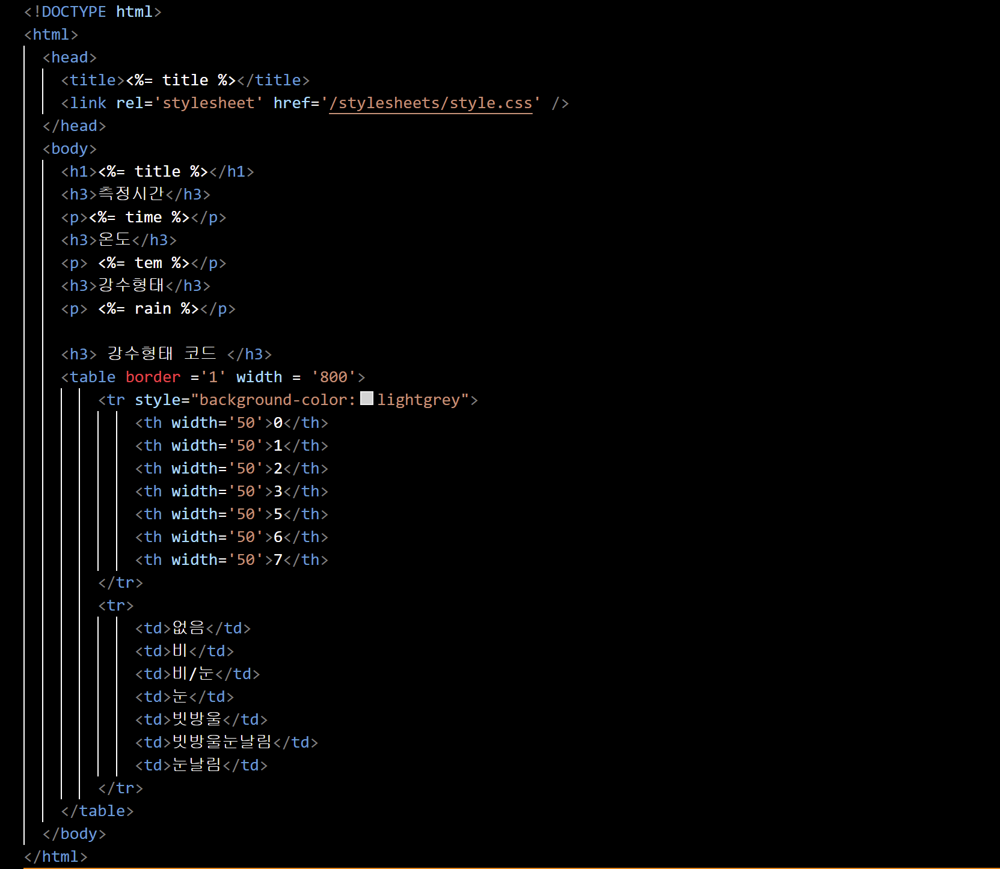 <!DOCTYPE html>
<html>
<head>
<title><%= title %></title>
<link rel='stylesheet' href='/stylesheets/style.css' />
</head>
<body>
<h1><%= title %></h1>
<h3>측정시간</h3>
<p><%= time %></p>
<h3>온도</h3>
<p> <%= tem %></p>
<h3>강수형태</h3>
<p> <%= rain %></p>
<h3> 강수형태 코드 </h3>
<table border ='1' width = '800'>
<tr style="background-color:lightgrey">
<th width='50'>0</th>
<th width='50'>1</th>
<th width='50'>2</th>
<th width='50'>3</th>
<th width='50'>5</th>
<th width='50'>6</th>
<th width='50'>7</th>
</tr>
<tr>
<td>없음</td>
<td>비</td>
<td>비/눈</td>
<td>눈</td>
<td>빗방울</td>
<td>빗방울눈날림</td>
<td>눈날림</td>
</tr>
</table>
</body>
</html>